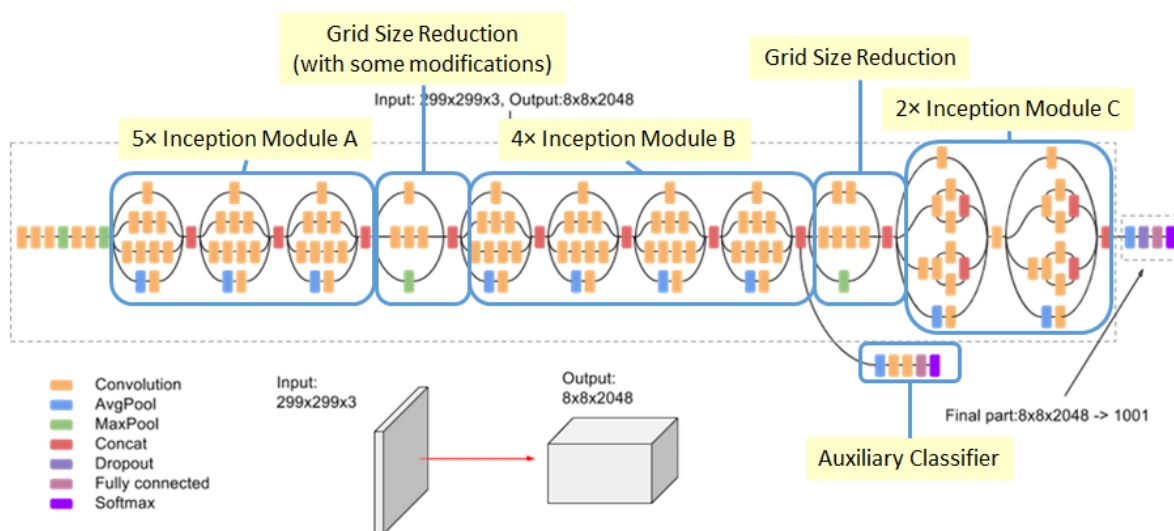 Grid Size Reduction
(with some modifications)
Grid Size Reduction
Input: 299x299x3, Output:8x8x2048
2× Inception Module C
5× Inception Module A
4× Inception Module B
Convolution
AvgPool
MaxPool
Concat
Dropout
Fully connected
Softmax
Input:
299x299x3
Output:
8x8x2048
Final part:8x8x2048 -> 1001
Auxiliary Classifier